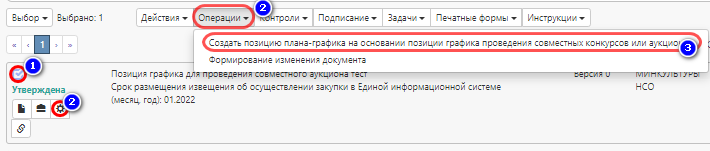 Выбор Выбрано: 1 Действия Операции Контроли Подписание Задачи Печатные формы Инструкции
2
« ‹ 1 › »
Создать позицию плана-графика на основании позиции графика проведения совместных конкурсов или аукцио
3
Формирование изменения документа
1
Утверждена
2
Позиция графика для проведения совместного аукциона тест
Срок размещения извещения об осуществлении закупки в Единой информационной системе
(месяц, год): 01.2022
Версия 0
МИНКУЛЬТУРЫ
НСО